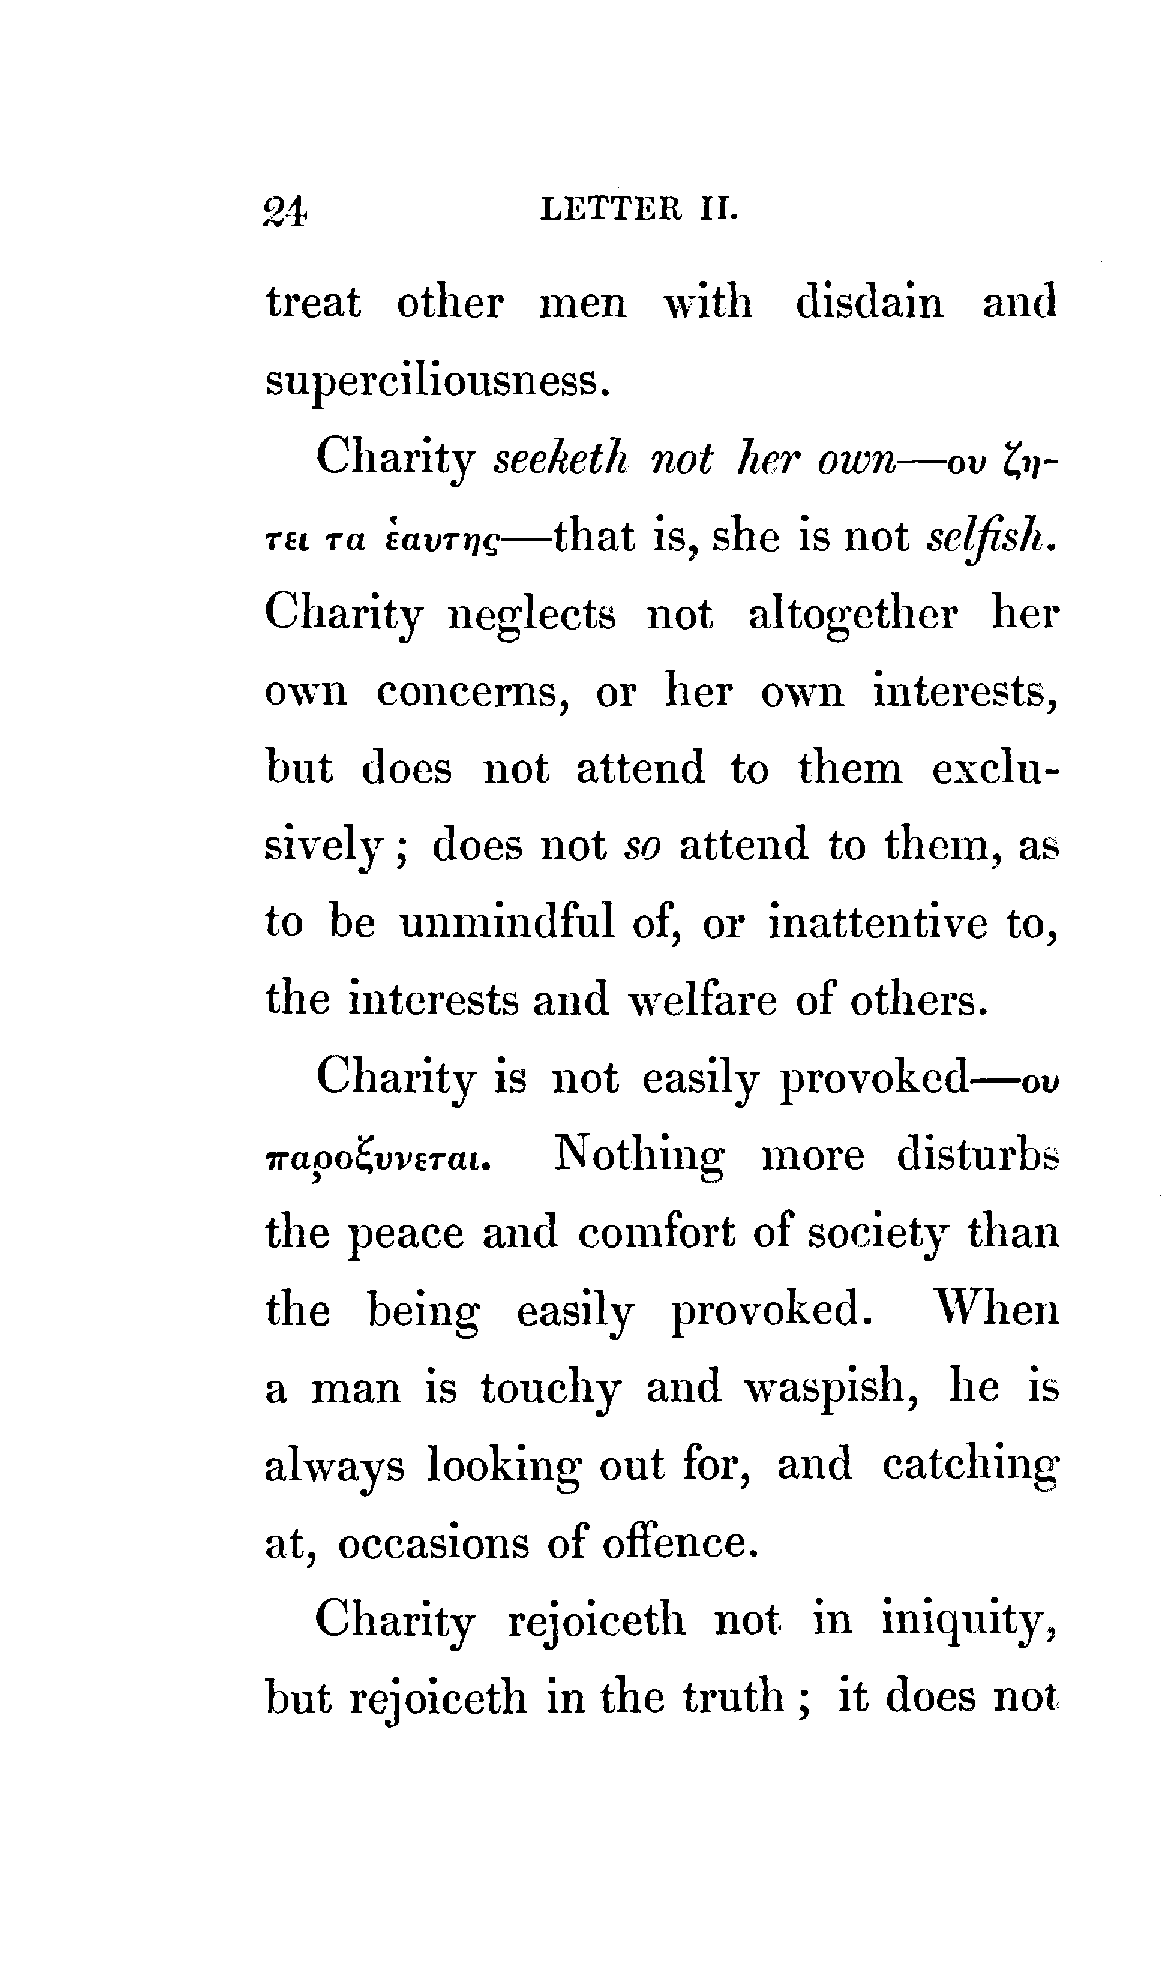 24 LETTER II.
treat other men with disdain and
superciliousness.
Charity seeketh not her own—ου ζη-
τει τα ἑαυτης—that is, she is not selfish.
Charity neglects not altogether her
own concerns, or her own interests,
but does not attend to them exclu-
sively ; does not so attend to them, as
to be unmindful of, or inattentive to,
the interests and welfare of others.
Charity is not easily provoked—ου
παροξυνεται. Nothing more disturbs
the peace and comfort of society than
the being easily provoked. When
a man is touchy and waspish, he is
always looking out for, and catching
at, occasions of offence.
Charity rejoiceth not in iniquity,
but rejoiceth in the truth ; it does not